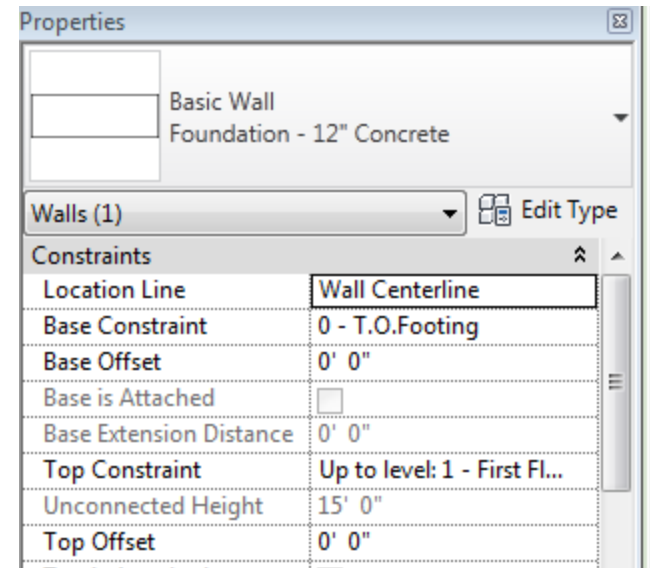 Properties
Basic Wall
Foundation - 12" Concrete
Walls (1)
Edit Type
Constraints
Location Line Wall Centerline
Base Constraint 0 - T.O.Footing
Base Offset 0' 0"
Base is Attached
Base Extension Distance 0' 0"
Top Constraint Up to level: 1 - First Fl...
Unconnected Height 15' 0"
Top Offset 0' 0"